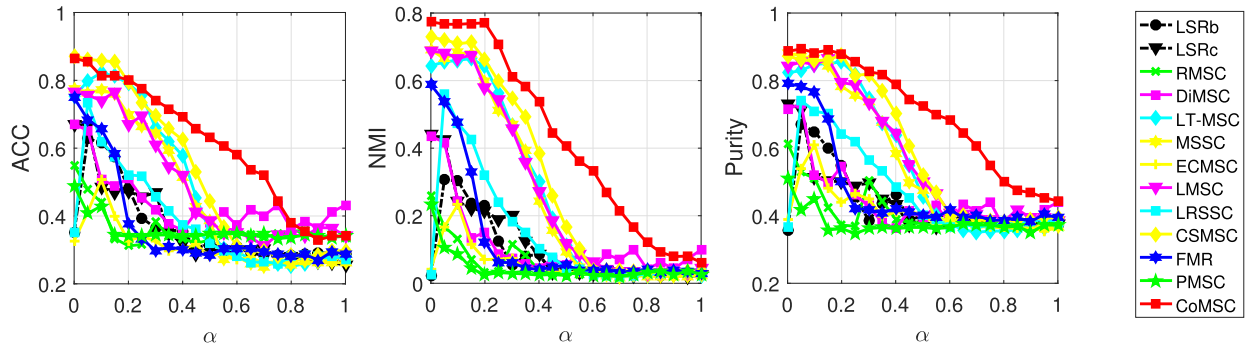 ACC
1
0.8
0.6
0.4
0.2
0 0.2 0.4 0.6 0.8 1
α
NMI
0.8
0.6
0.4
0.2
0
0 0.2 0.4 0.6 0.8 1
α
Purity
1
0.8
0.6
0.4
0.2
0 0.2 0.4 0.6 0.8 1
α
LSRb
LSRc
RMSC
DiMSC
LT-MSC
MSSC
ECMSC
LMSC
LRSSC
CSMSC
FMR
PMSC
CoMSC